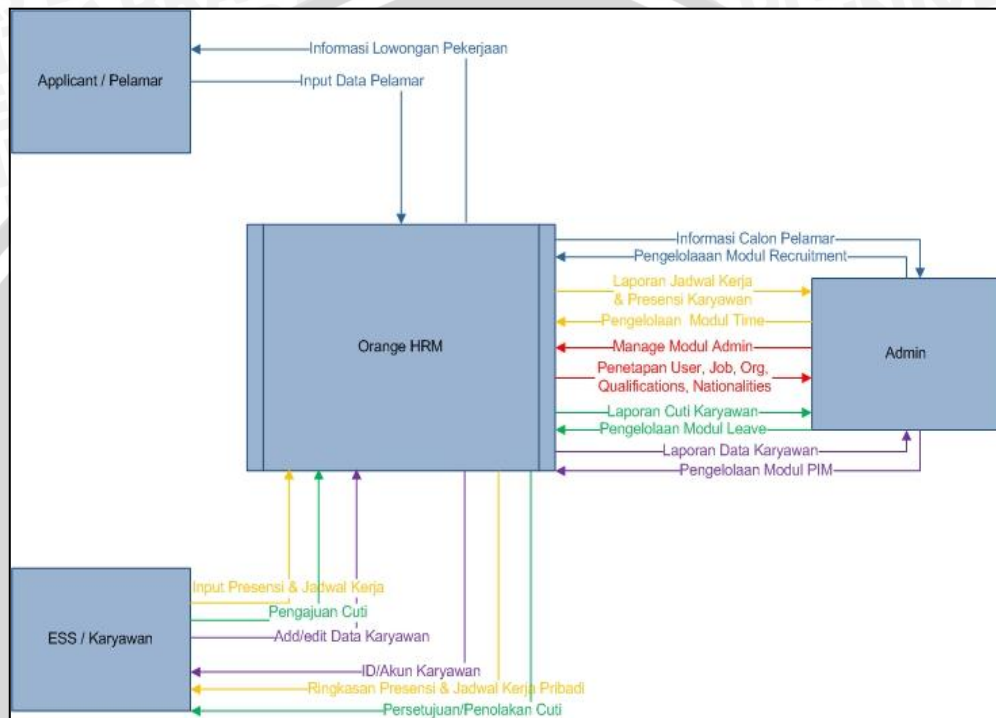 Informasi Lowongan Pekerjaan
Applicant / Pelamar
Input Data Pelamar
Informasi Calon Pelamar
Pengelolaaan Modul Recruitment
Laporan Jadwal Kerja
& Presensi Karyawan
Pengelolaan Modul Time
Orange HRM
Manage Modul Admin
Admin
Penetapan User, Job, Org,
Qualifications, Nationalities
Laporan Cuti Karyawan
Pengelolaan Modul Leave
Laporan Data Karyawan
Pengelolaan Modul PIM
Input Presensi & Jadwal Kerja
Pengajuan Cuti
ESS / Karyawan
Add/edit Data Karyawan
ID/Akun Karyawan
Ringkasan Presensi & Jadwal Kerja Pribadi
Persetujuan/Penolakan Cuti